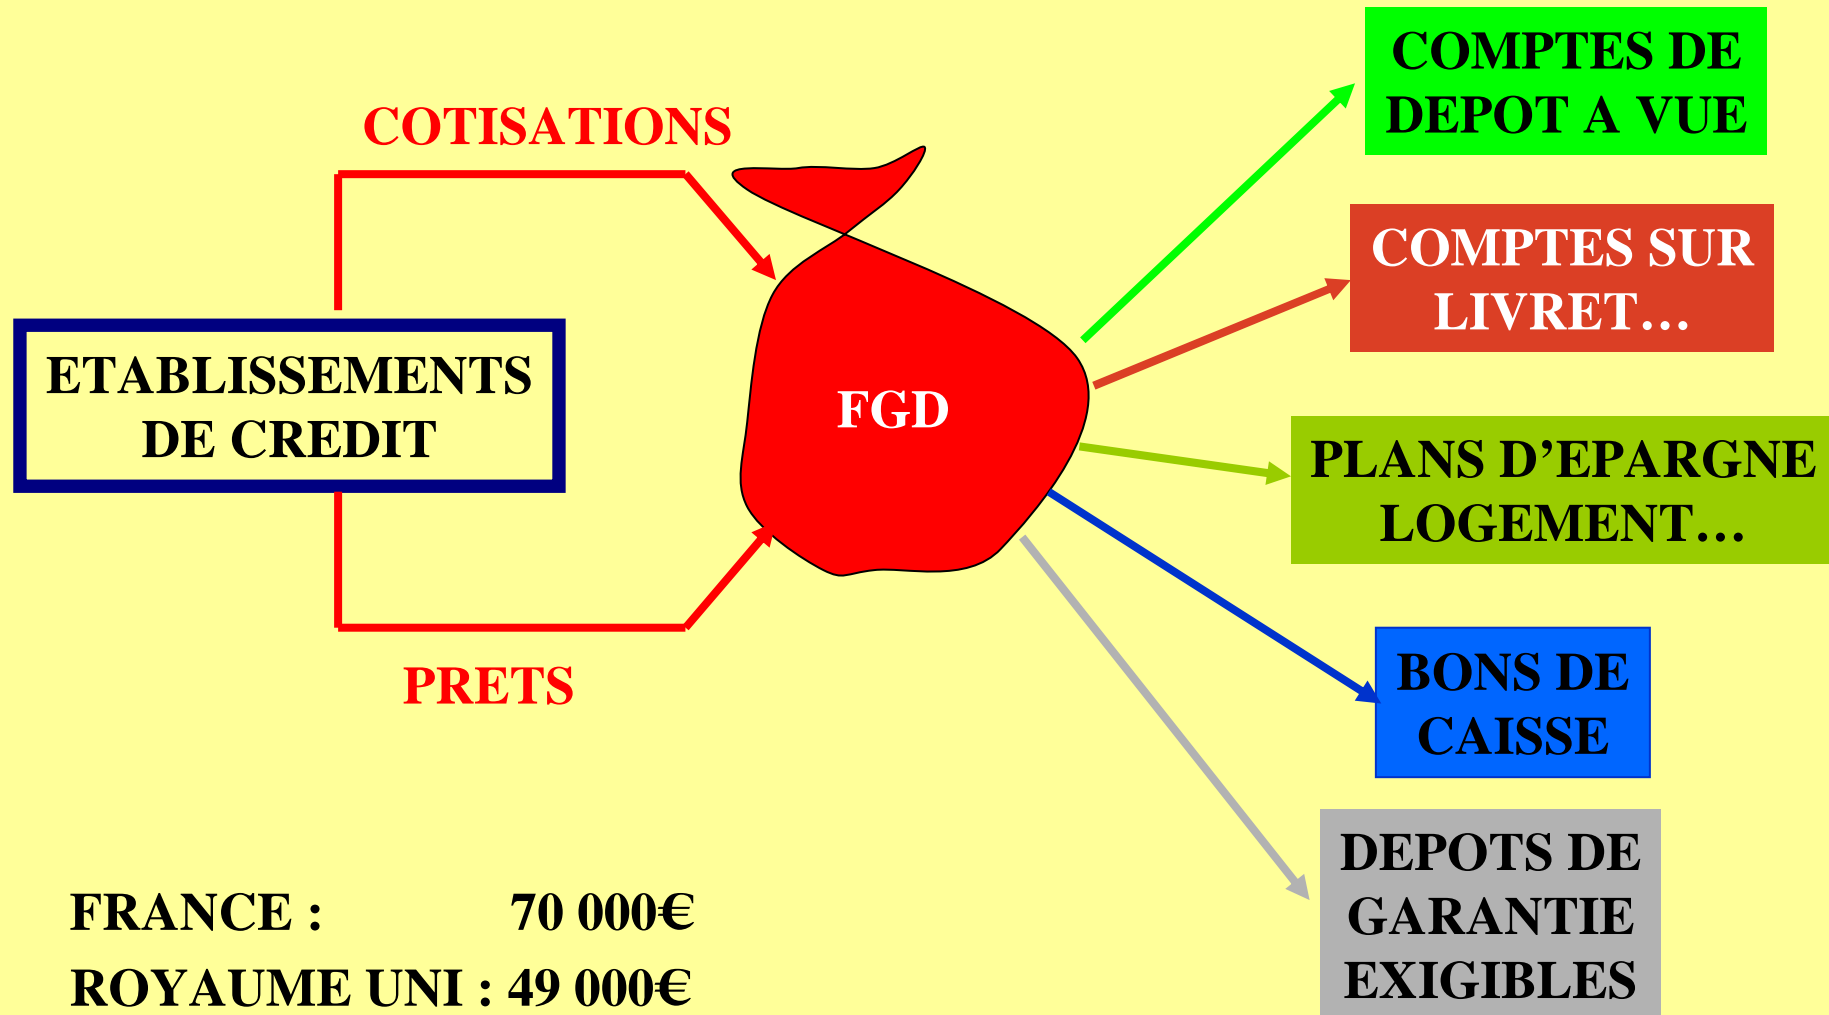 COTISATIONS
ETABLISSEMENTS
DE CREDIT
PRETS
FGD
COMPTES DE
DEPOT A VUE
COMPTES SUR
LIVRET…
PLANS D’EPARGNE
LOGEMENT…
BONS DE
CAISSE
DEPOTS DE
GARANTIE
EXIGIBLES
FRANCE : 70 000€
ROYAUME UNI : 49 000€